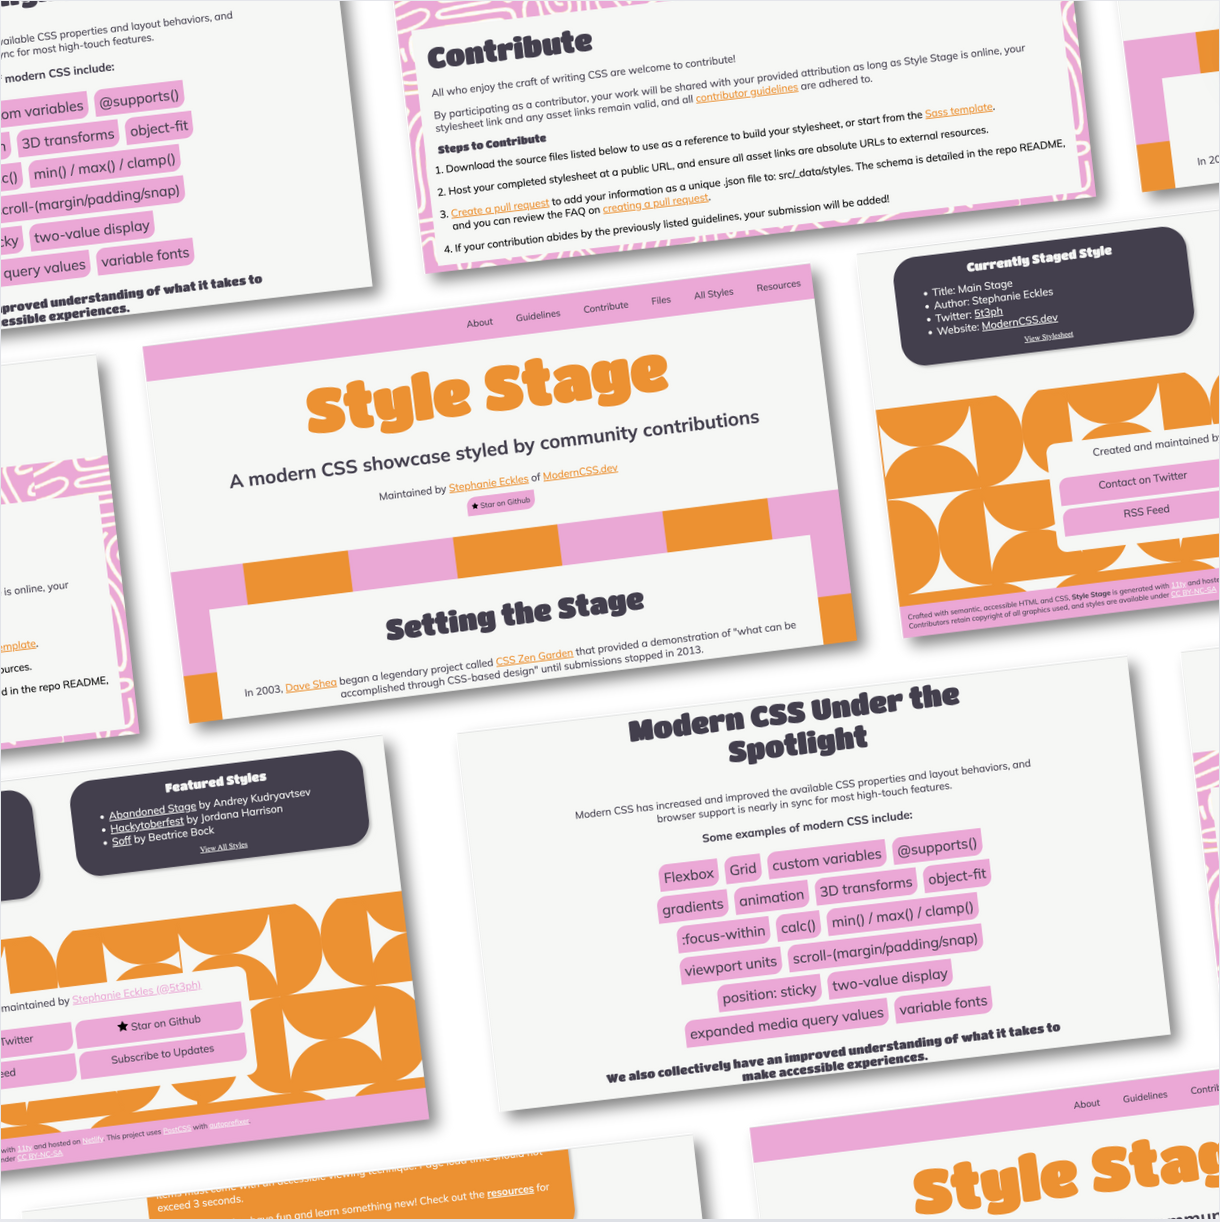 available CSS properties and layout behaviors, and
sync for most high-touch features.
modern CSS include:
variables
@supports()
3D transforms
object-fit
min() / max() / clamp()
scroll-(margin/padding/snap)
two-value display
query values
variable fonts
improved understanding of what it takes to
accessible experiences.
Contribute
All who enjoy the craft of writing CSS are welcome to contribute!
By participating as a contributor, your work will be shared with your provided attribution as long as Style Stage is online, your
stylesheet link and any asset links remain valid, and all contributor guidelines are adhered to.
Steps to Contribute
1. Download the source files listed below to use as a reference to build your stylesheet, or start from the Sass template.
2. Host your completed stylesheet at a public URL, and ensure all asset links are absolute URLs to external resources.
3. Create a pull request to add your information as a unique .json file to: src/_data/styles. The schema is detailed in the repo README,
and you can review the FAQ on creating a pull request.
4. If your contribution abides by the previously listed guidelines, your submission will be added!
In 20
About
Guidelines
Contribute
Files
All Styles
Resources
Style Stage
A modern CSS showcase styled by community contributions
Maintained by Stephanie Eckles of ModernCSS.dev
★ Star on Github
Setting the Stage
In 2003, Dave Shea began a legendary project called CSS Zen Garden that provided a demonstration of "what can be
accomplished through CSS-based design" until submissions stopped in 2013.
Currently Staged Style
• Title: Main Stage
• Author: Stephanie Eckles
• Twitter: 5t3ph
• Website: ModernCSS.dev
View Stylesheet
Created and maintained b
Contact on Twitter
RSS Feed
Crafted with semantic, accessible HTML and CSS, Style Stage is generated with 11ty and hoste
Contributors retain copyright of all graphics used, and styles are available under CC BY-NC-SA
is online, your
template.
ources.
d in the repo README,
Featured Styles
• Abandoned Stage by Andrey Kudryavtsev
• Hackytoberfest by Jordana Harrison
• Soff by Beatrice Bock
View All Styles
maintained by Stephanie Eckles (@5t3ph)
Twitter
★ Star on Github
eed
Subscribe to Updates
with 11ty and hosted on Netlify. This project uses PostCSS with autoprefixer.
under CC BY-NC-SA
Modern CSS Under the
Spotlight
Modern CSS has increased and improved the available CSS properties and layout behaviors, and
browser support is nearly in sync for most high-touch features.
Some examples of modern CSS include:
Flexbox
Grid
custom variables
@supports()
gradients
animation
3D transforms
object-fit
:focus-within
calc()
min() / max() / clamp()
viewport units
scroll-(margin/padding/snap)
position: sticky
two-value display
expanded media query values
variable fonts
We also collectively have an improved understanding of what it takes to
make accessible experiences.
exceed 3 seconds.
have fun and learn something new! Check out the resources for
About
Guidelines
Contrib
Style Stag